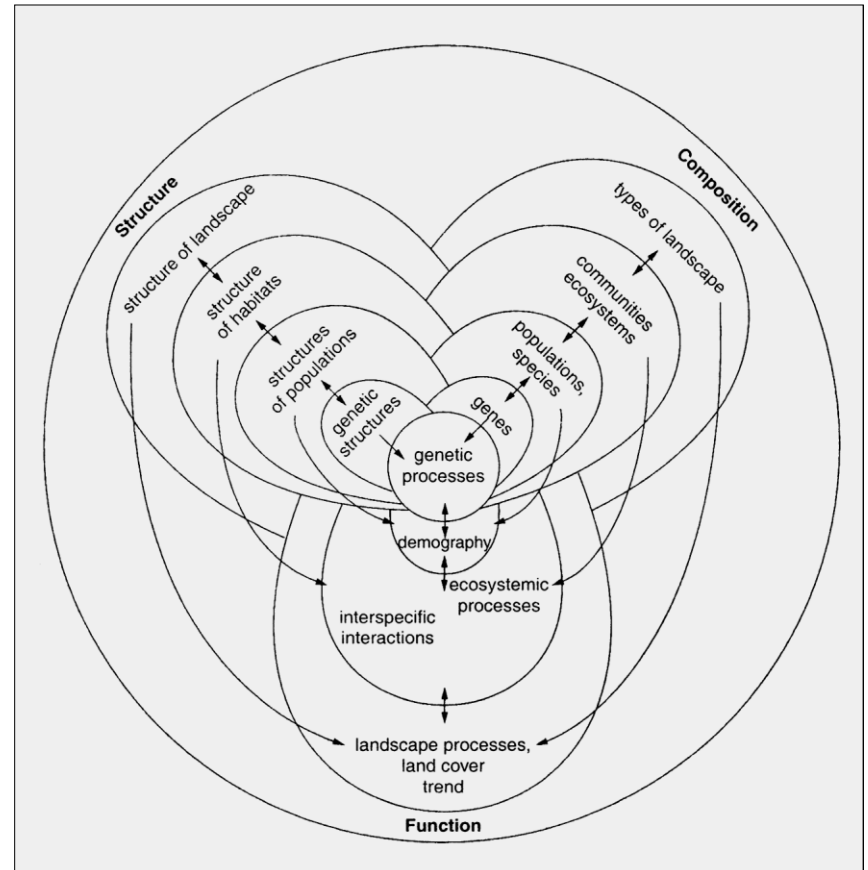 Structure
structure of landscape
structure
of habitats
structures
of populations
genetic
structures
Composition
types of landscape
communities
ecosystems
populations,
species
genes
genetic
processes
demography
ecosystemic
processes
interspecific
interactions
landscape processes,
land cover
trend
Function